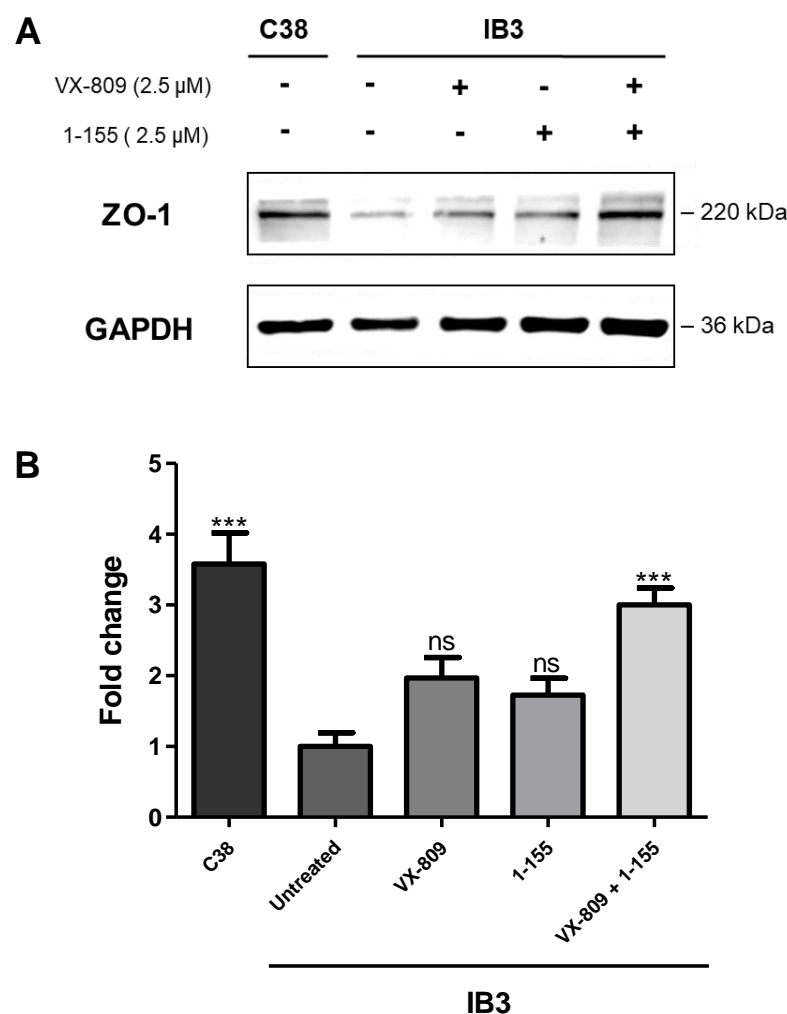 A
C38 IB3
VX-809 (2.5 µM) - - + - +
1-155 ( 2.5 µM) - - - + +
ZO-1 – 220 kDa
GAPDH – 36 kDa
B
Fold change
5
4
3
2
1
0
*** ns ns ***
C38 Untreated VX-809 1-155 VX-809 + 1-155
IB3